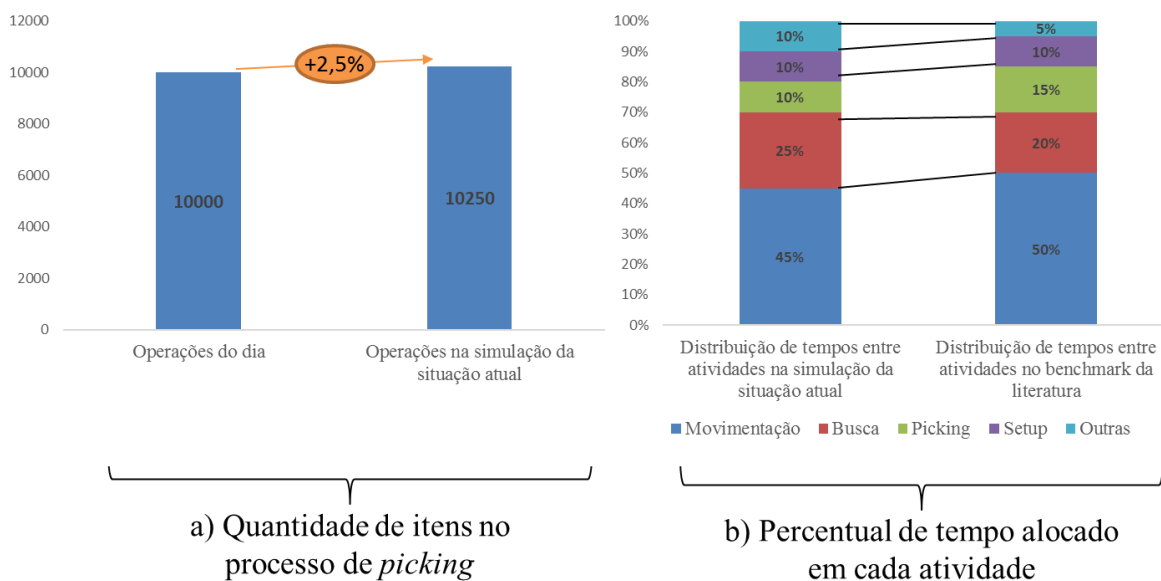 12000
10000
8000
6000
4000
2000
0
+2,5%
10000
10250
Operações do dia
Operações na simulação da
situação atual
a) Quantidade de itens no
processo de picking
100%
90%
80%
70%
60%
50%
40%
30%
20%
10%
0%
10%
10%
10%
25%
45%
5%
10%
15%
20%
50%
Distribuição de tempos entre
atividades na simulação da
situação atual
Distribuição de tempos entre
atividades no benchmark da
literatura
Movimentação Busca Picking Setup Outras
b) Percentual de tempo alocado
em cada atividade